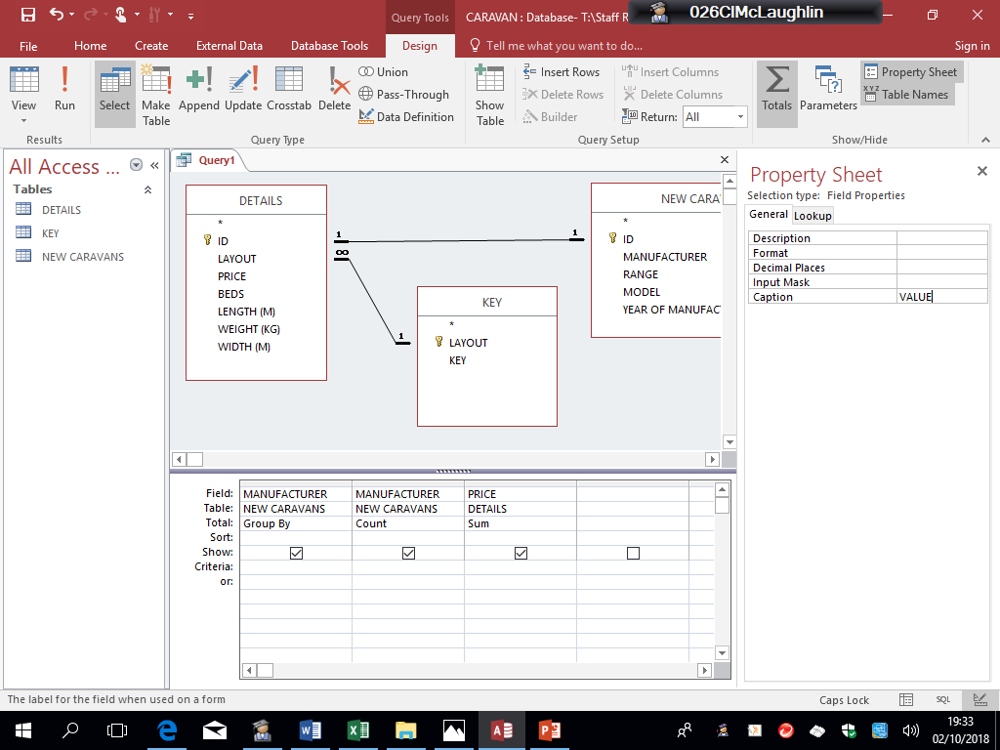 Query Tools
CARAVAN : Database- T:\Staff R
026ClMcLaughlin
File
Home
Create
External Data
Database Tools
Design
Tell me what you want to do...
Sign in
View
Run
Select
Make Table
Append
Update
Crosstab
Delete
Union
Pass-Through
Data Definition
Show Table
Insert Rows
Delete Rows
Builder
Insert Columns
Delete Columns
Return: All
Totals
Parameters
Property Sheet
XYZ Table Names
Results
Query Type
Query Setup
Show/Hide
All Access ...
Tables
DETAILS
KEY
NEW CARAVANS
Query1
DETAILS
*
ID
LAYOUT
PRICE
BEDS
LENGTH (M)
WEIGHT (KG)
WIDTH (M)
1
∞
1
1
KEY
*
LAYOUT
KEY
NEW CARA
*
ID
MANUFACTURER
RANGE
MODEL
YEAR OF MANUFAC
Property Sheet
Selection type: Field Properties
General
Lookup
Description
Format
Decimal Places
Input Mask
Caption VALUE
Field: MANUFACTURER MANUFACTURER PRICE
Table: NEW CARAVANS NEW CARAVANS DETAILS
Total: Group By Count Sum
Sort:
Show:
Criteria:
or:
The label for the field when used on a form
Caps Lock
SQL
19:33
02/10/2018